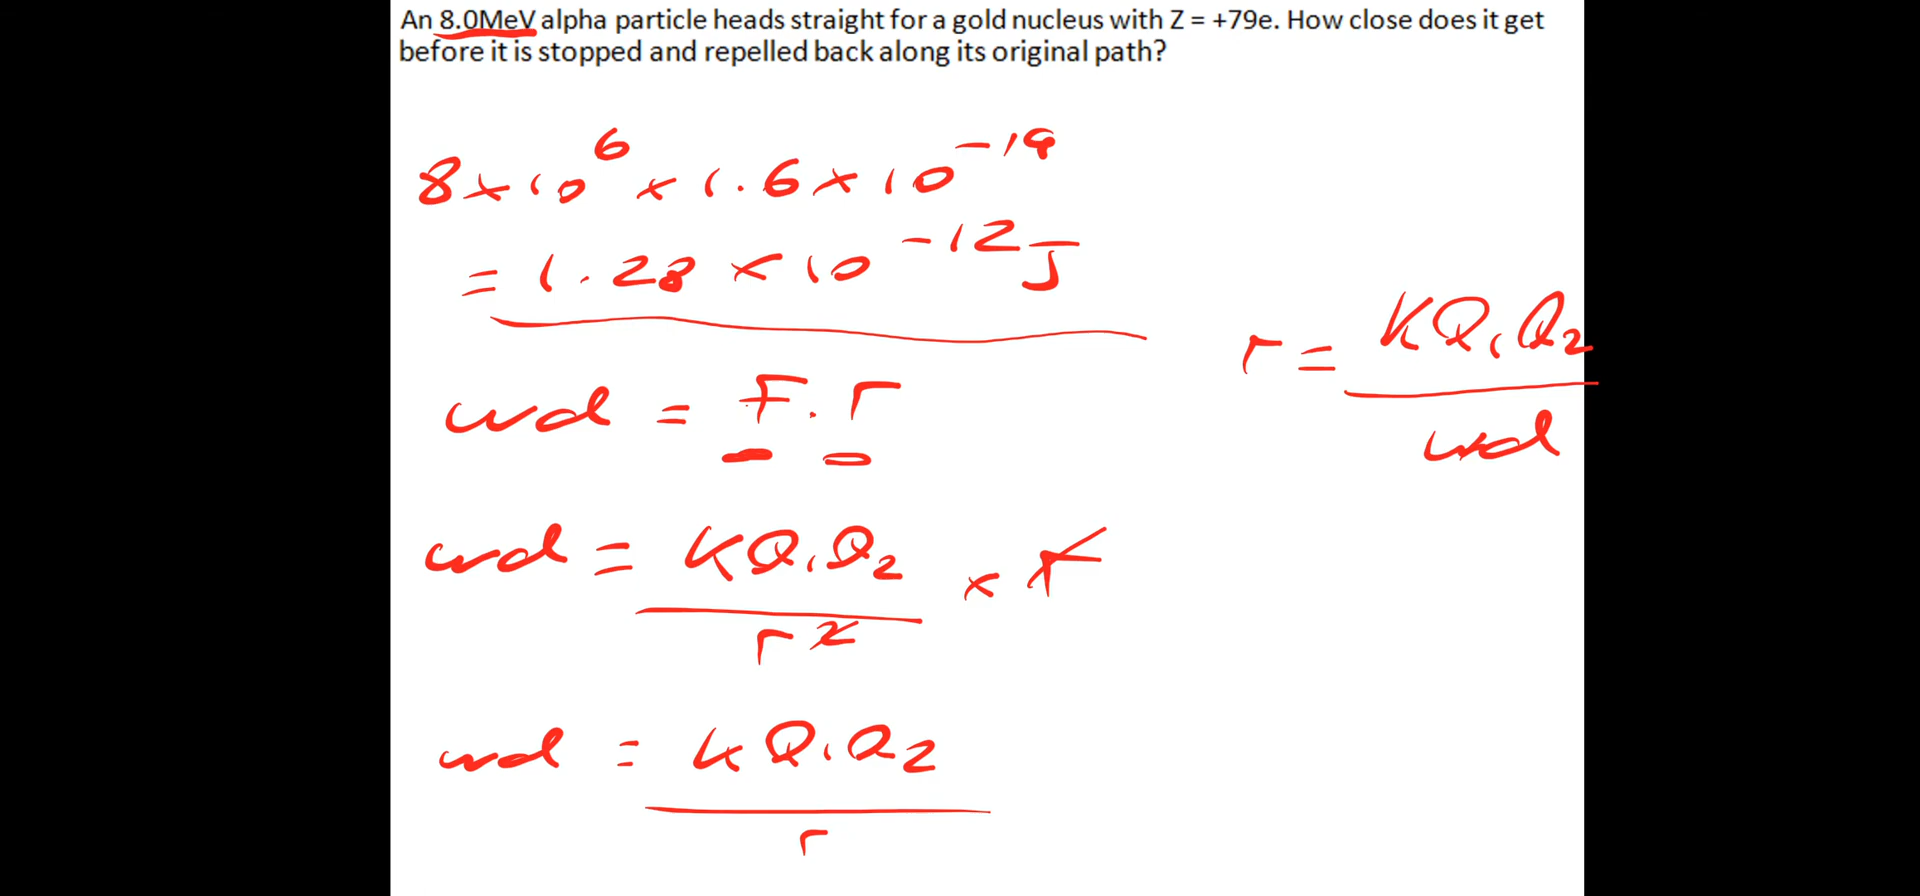 An 8.0MeV alpha particle heads straight for a gold nucleus with Z = +79e. How close does it get
before it is stopped and repelled back along its original path?
8 × 10^6 × 1.6 × 10^-19
= 1.28 × 10^-12 J
wd = F . r
wd = KQ1Q2 / r^2 × r
wd = KQ1Q2 / r
r = KQ1Q2 / wd